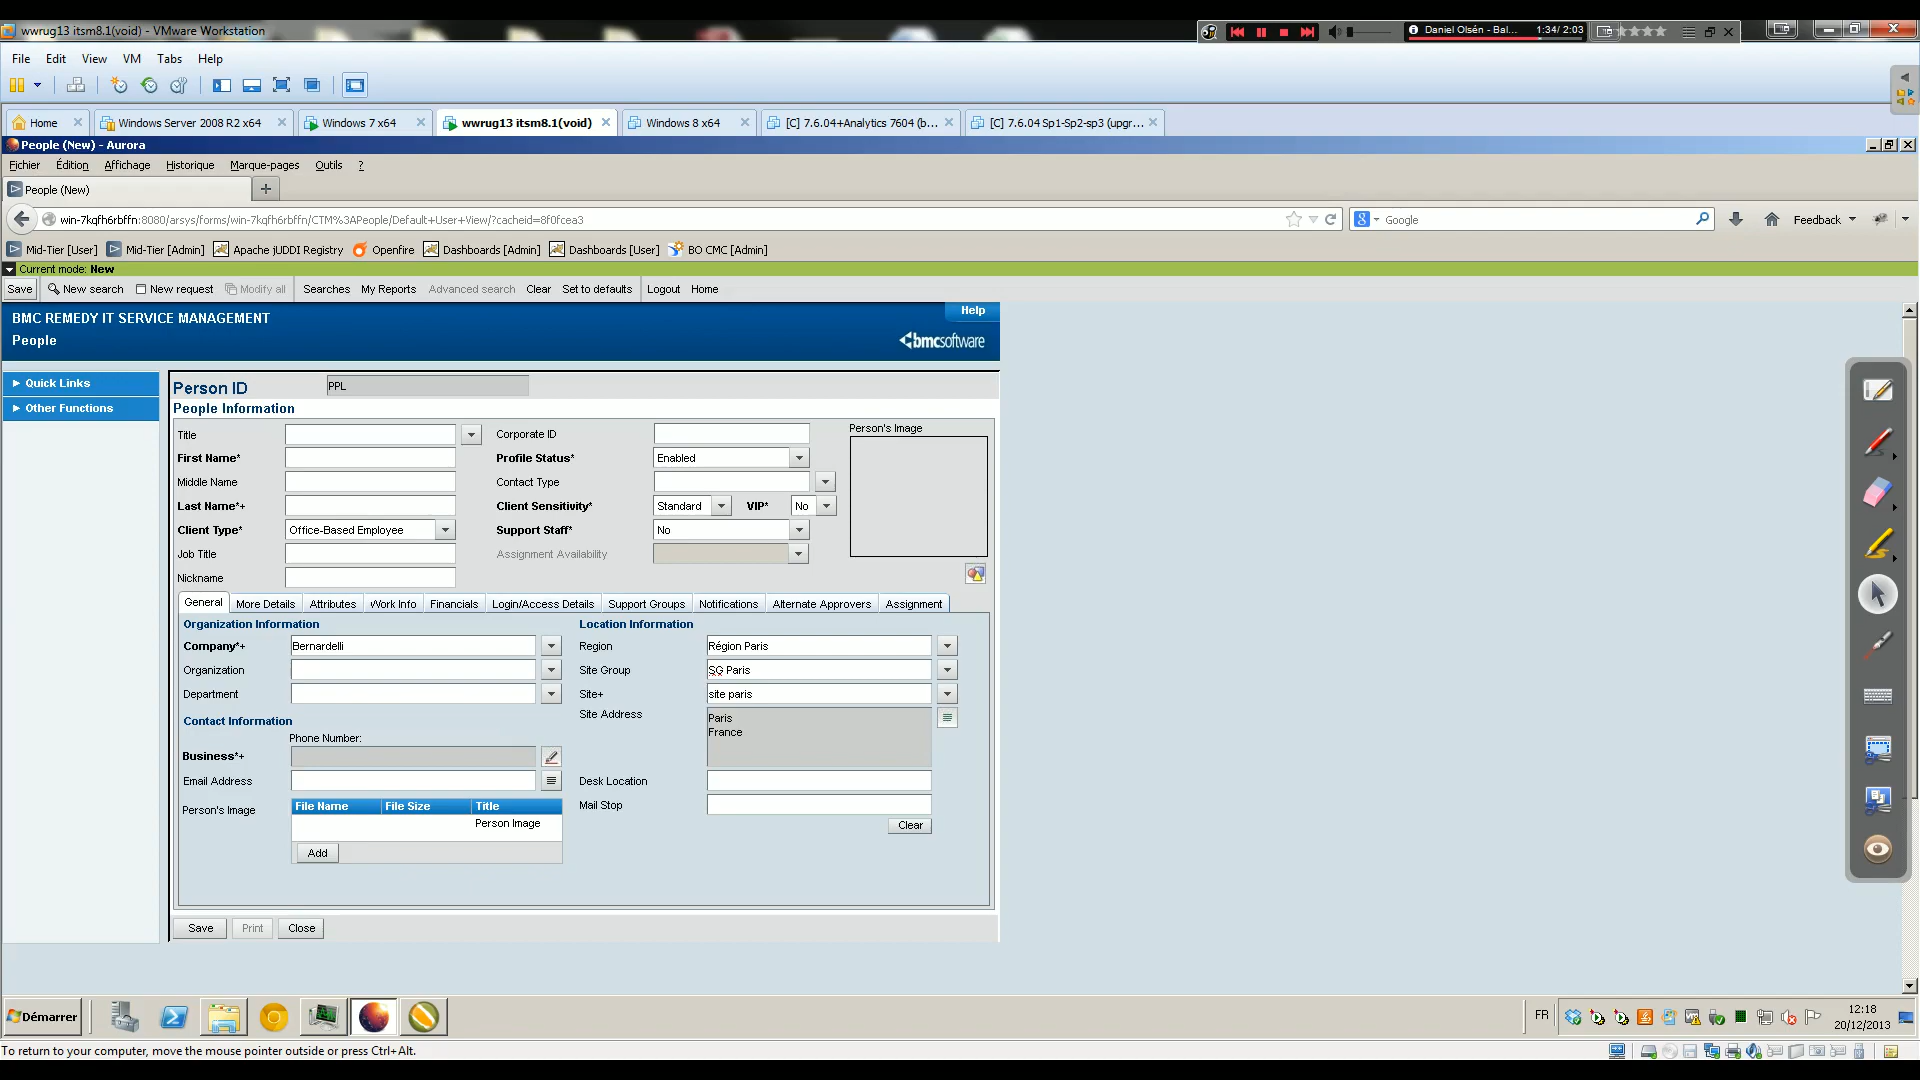 wwrug13 itsm8.1(void) - VMware Workstation
Daniel Olsén - Bal... 1:34/ 2:03
File Edit View VM Tabs Help
Home Windows Server 2008 R2 x64 Windows 7 x64 wwrug13 itsm8.1(void) Windows 8 x64 [C] 7.6.04+Analytics 7604 (b... [C] 7.6.04 Sp1-Sp2-sp3 (upgr...
People (New) - Aurora
Fichier Édition Affichage Historique Marque-pages Outils ?
People (New)
win-7kqfh6rbffn:8080/arsys/forms/win-7kqfh6rbffn/CTM%3APeople/Default+User+View/?cacheid=8f0fcea3
Google
Feedback
Mid-Tier [User] Mid-Tier [Admin] Apache jUDDI Registry Openfire Dashboards [Admin] Dashboards [User] BO CMC [Admin]
Current mode: New
Save New search New request Modify all Searches My Reports Advanced search Clear Set to defaults Logout Home
BMC REMEDY IT SERVICE MANAGEMENT
Help
People
bmcsoftware
Quick Links
Other Functions
Person ID PPL
People Information
Title Corporate ID Person's Image
First Name* Profile Status* Enabled
Middle Name Contact Type
Last Name*+ Client Sensitivity* Standard VIP* No
Client Type* Office-Based Employee Support Staff* No
Job Title Assignment Availability
Nickname
General More Details Attributes Work Info Financials Login/Access Details Support Groups Notifications Alternate Approvers Assignment
Organization Information Location Information
Company*+ Bernardelli Region Région Paris
Organization Site Group SG Paris
Department Site+ site paris
Contact Information Site Address Paris
France
Phone Number:
Business*+
Email Address Desk Location
Person's Image File Name File Size Title Mail Stop
Person Image
Clear
Add
Save Print Close
Démarrer
FR
12:18
20/12/2013
To return to your computer, move the mouse pointer outside or press Ctrl+Alt.